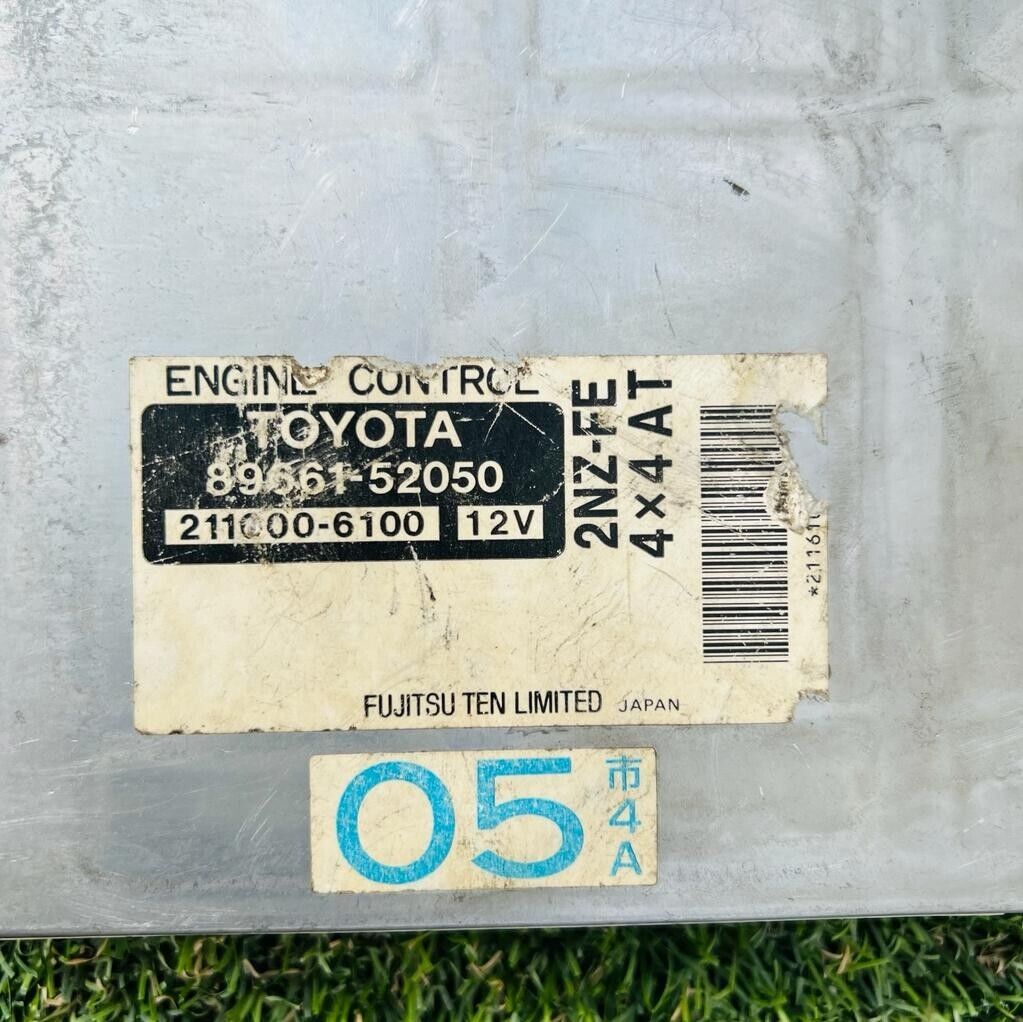 ENGINE CONTROL
TOYOTA
89661-52050
211000-6100 12V
2NZ-FE
4×4 AT
FUJITSU TEN LIMITED JAPAN
05
市
4
A